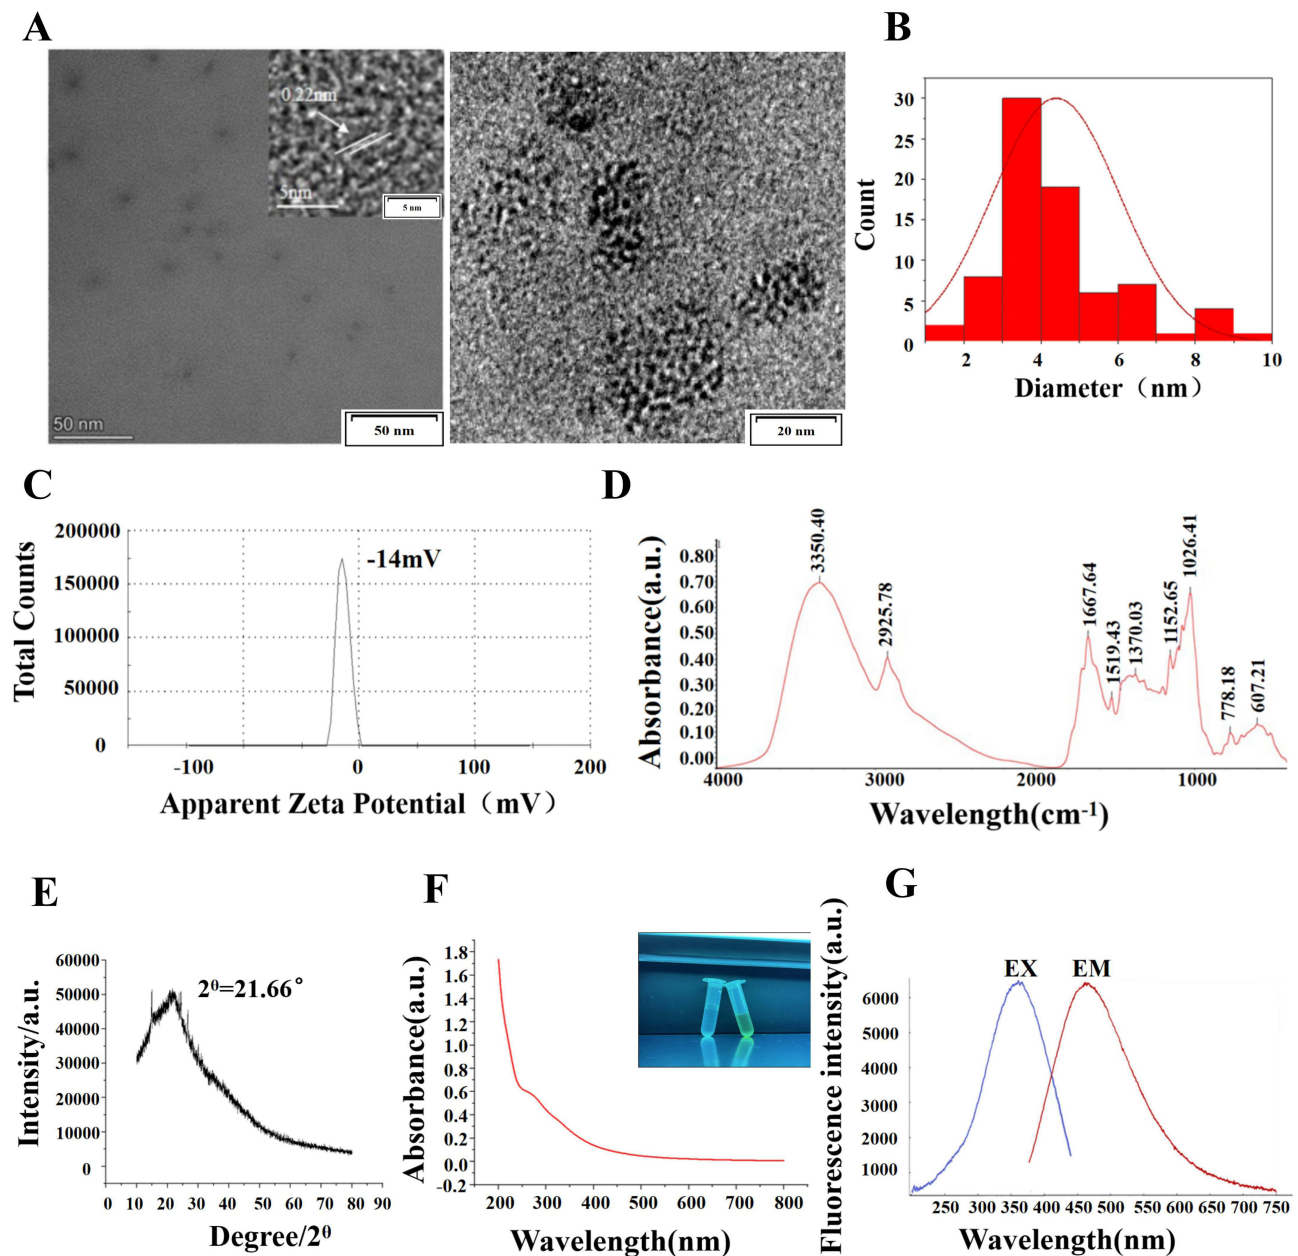 A
0.22nm
5nm
5 nm
50 nm
50 nm
20 nm
B
Count
30
25
20
15
10
5
0
2 4 6 8 10
Diameter（nm）
C
Total Counts
200000
150000
100000
50000
0
-14mV
-100 0 100 200
Apparent Zeta Potential（mV）
D
Absorbance(a.u.)
0.80
0.70
0.60
0.50
0.40
0.30
0.20
0.10
0.00
3350.40
2925.78
1667.64
1519.43
1370.03
1152.65
1026.41
778.18
607.21
4000 3000 2000 1000
Wavelength(cm-1)
E
Intensity/a.u.
60000
50000
40000
30000
20000
10000
0
2θ=21.66°
0 10 20 30 40 50 60 70 80 90
Degree/2θ
F
Absorbance(a.u.)
1.8
1.6
1.4
1.2
1.0
0.8
0.6
0.4
0.2
0.0
-0.2
200 300 400 500 600 700 800
Wavelength(nm)
G
Fluorescence intensity(a.u.)
EX EM
6000
5000
4000
3000
2000
1000
250 300 350 400 450 500 550 600 650 700 750
Wavelength(nm)